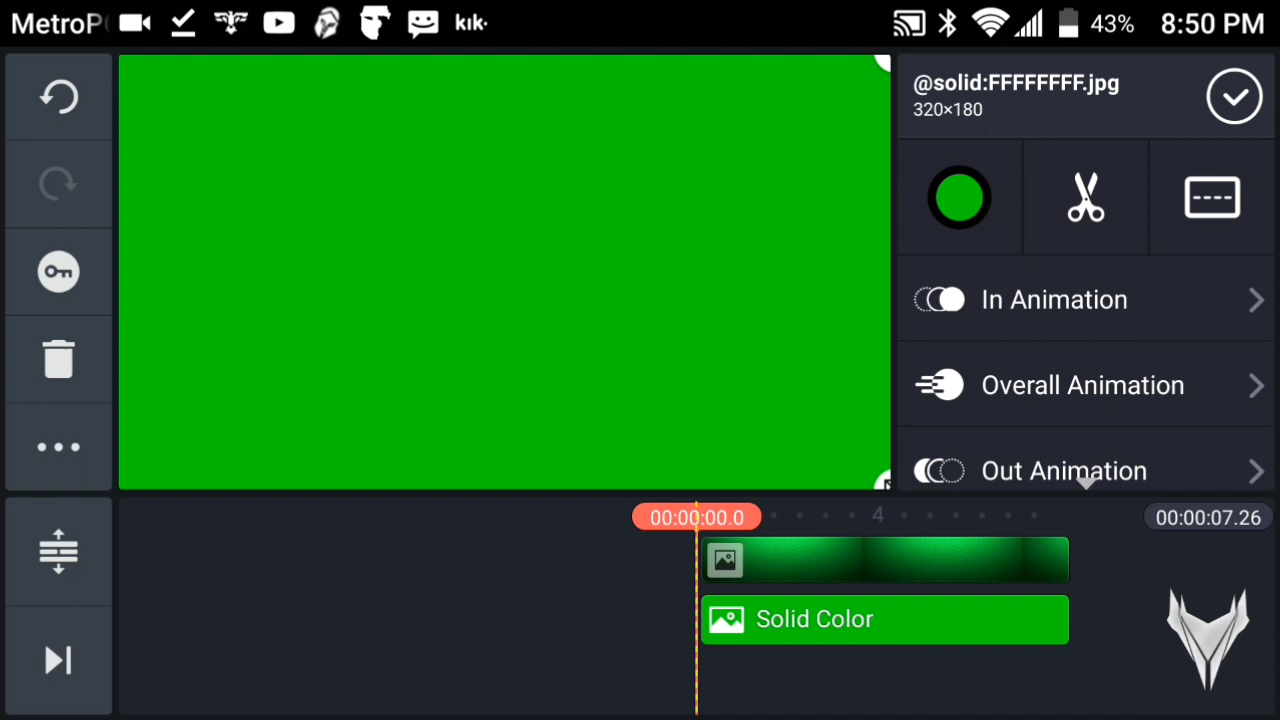 MetroP
kik·
43%
8:50 PM
@solid:FFFFFFFF.jpg
320×180
In Animation
Overall Animation
Out Animation
00:00:00.0
4
00:00:07.26
Solid Color